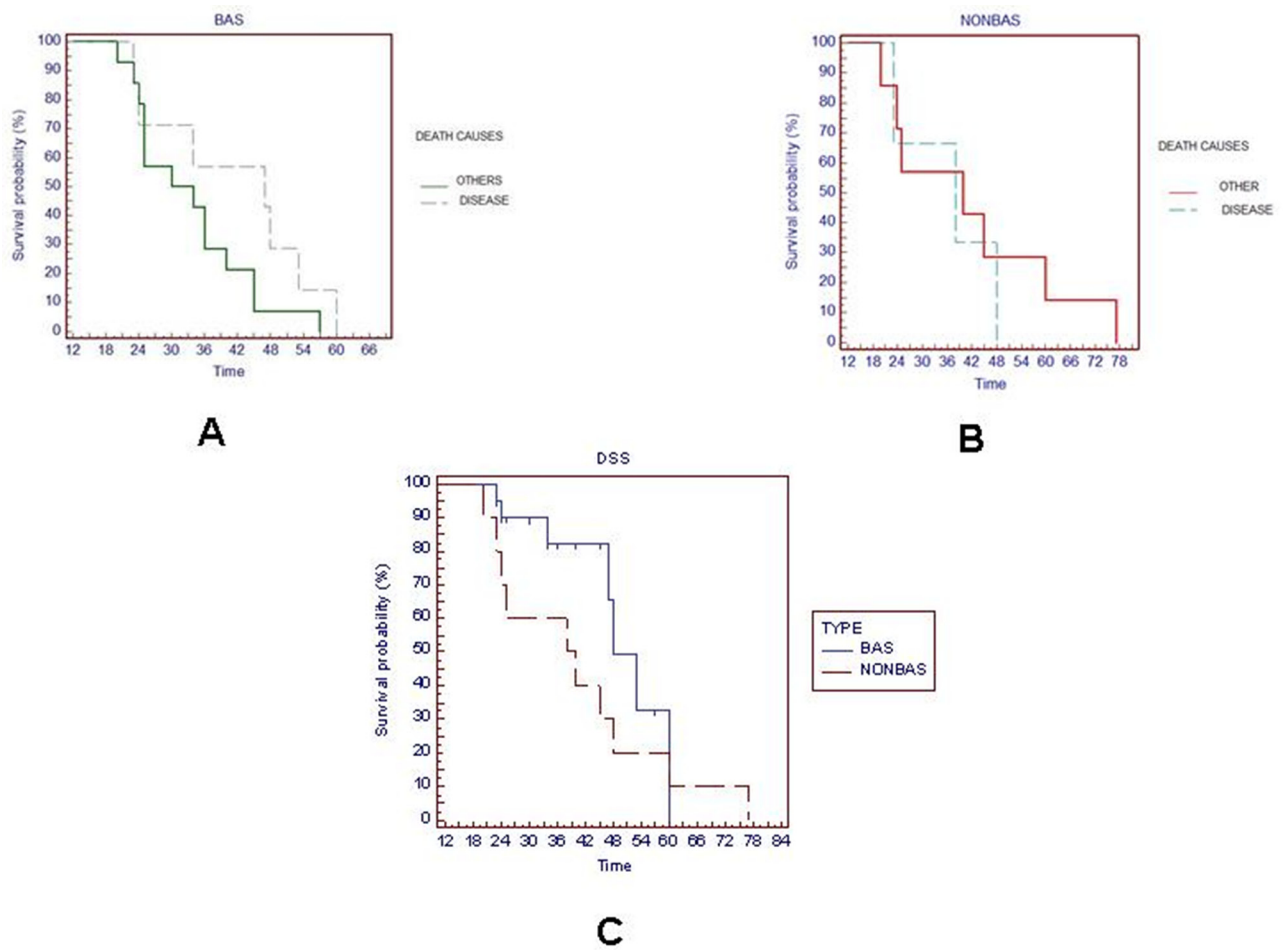 BAS
100
90
80
70
60
50
40
30
20
10
0
Survival probability (%)
12 18 24 30 36 42 48 54 60 66
Time
DEATH CAUSES
OTHERS
DISEASE
A
NONBAS
100
90
80
70
60
50
40
30
20
10
0
Survival probability (%)
12 18 24 30 36 42 48 54 60 66 72 78
Time
DEATH CAUSES
OTHER
DISEASE
B
DSS
100
90
80
70
60
50
40
30
20
10
0
Survival probability (%)
12 18 24 30 36 42 48 54 60 66 72 78 84
Time
TYPE
BAS
NONBAS
C